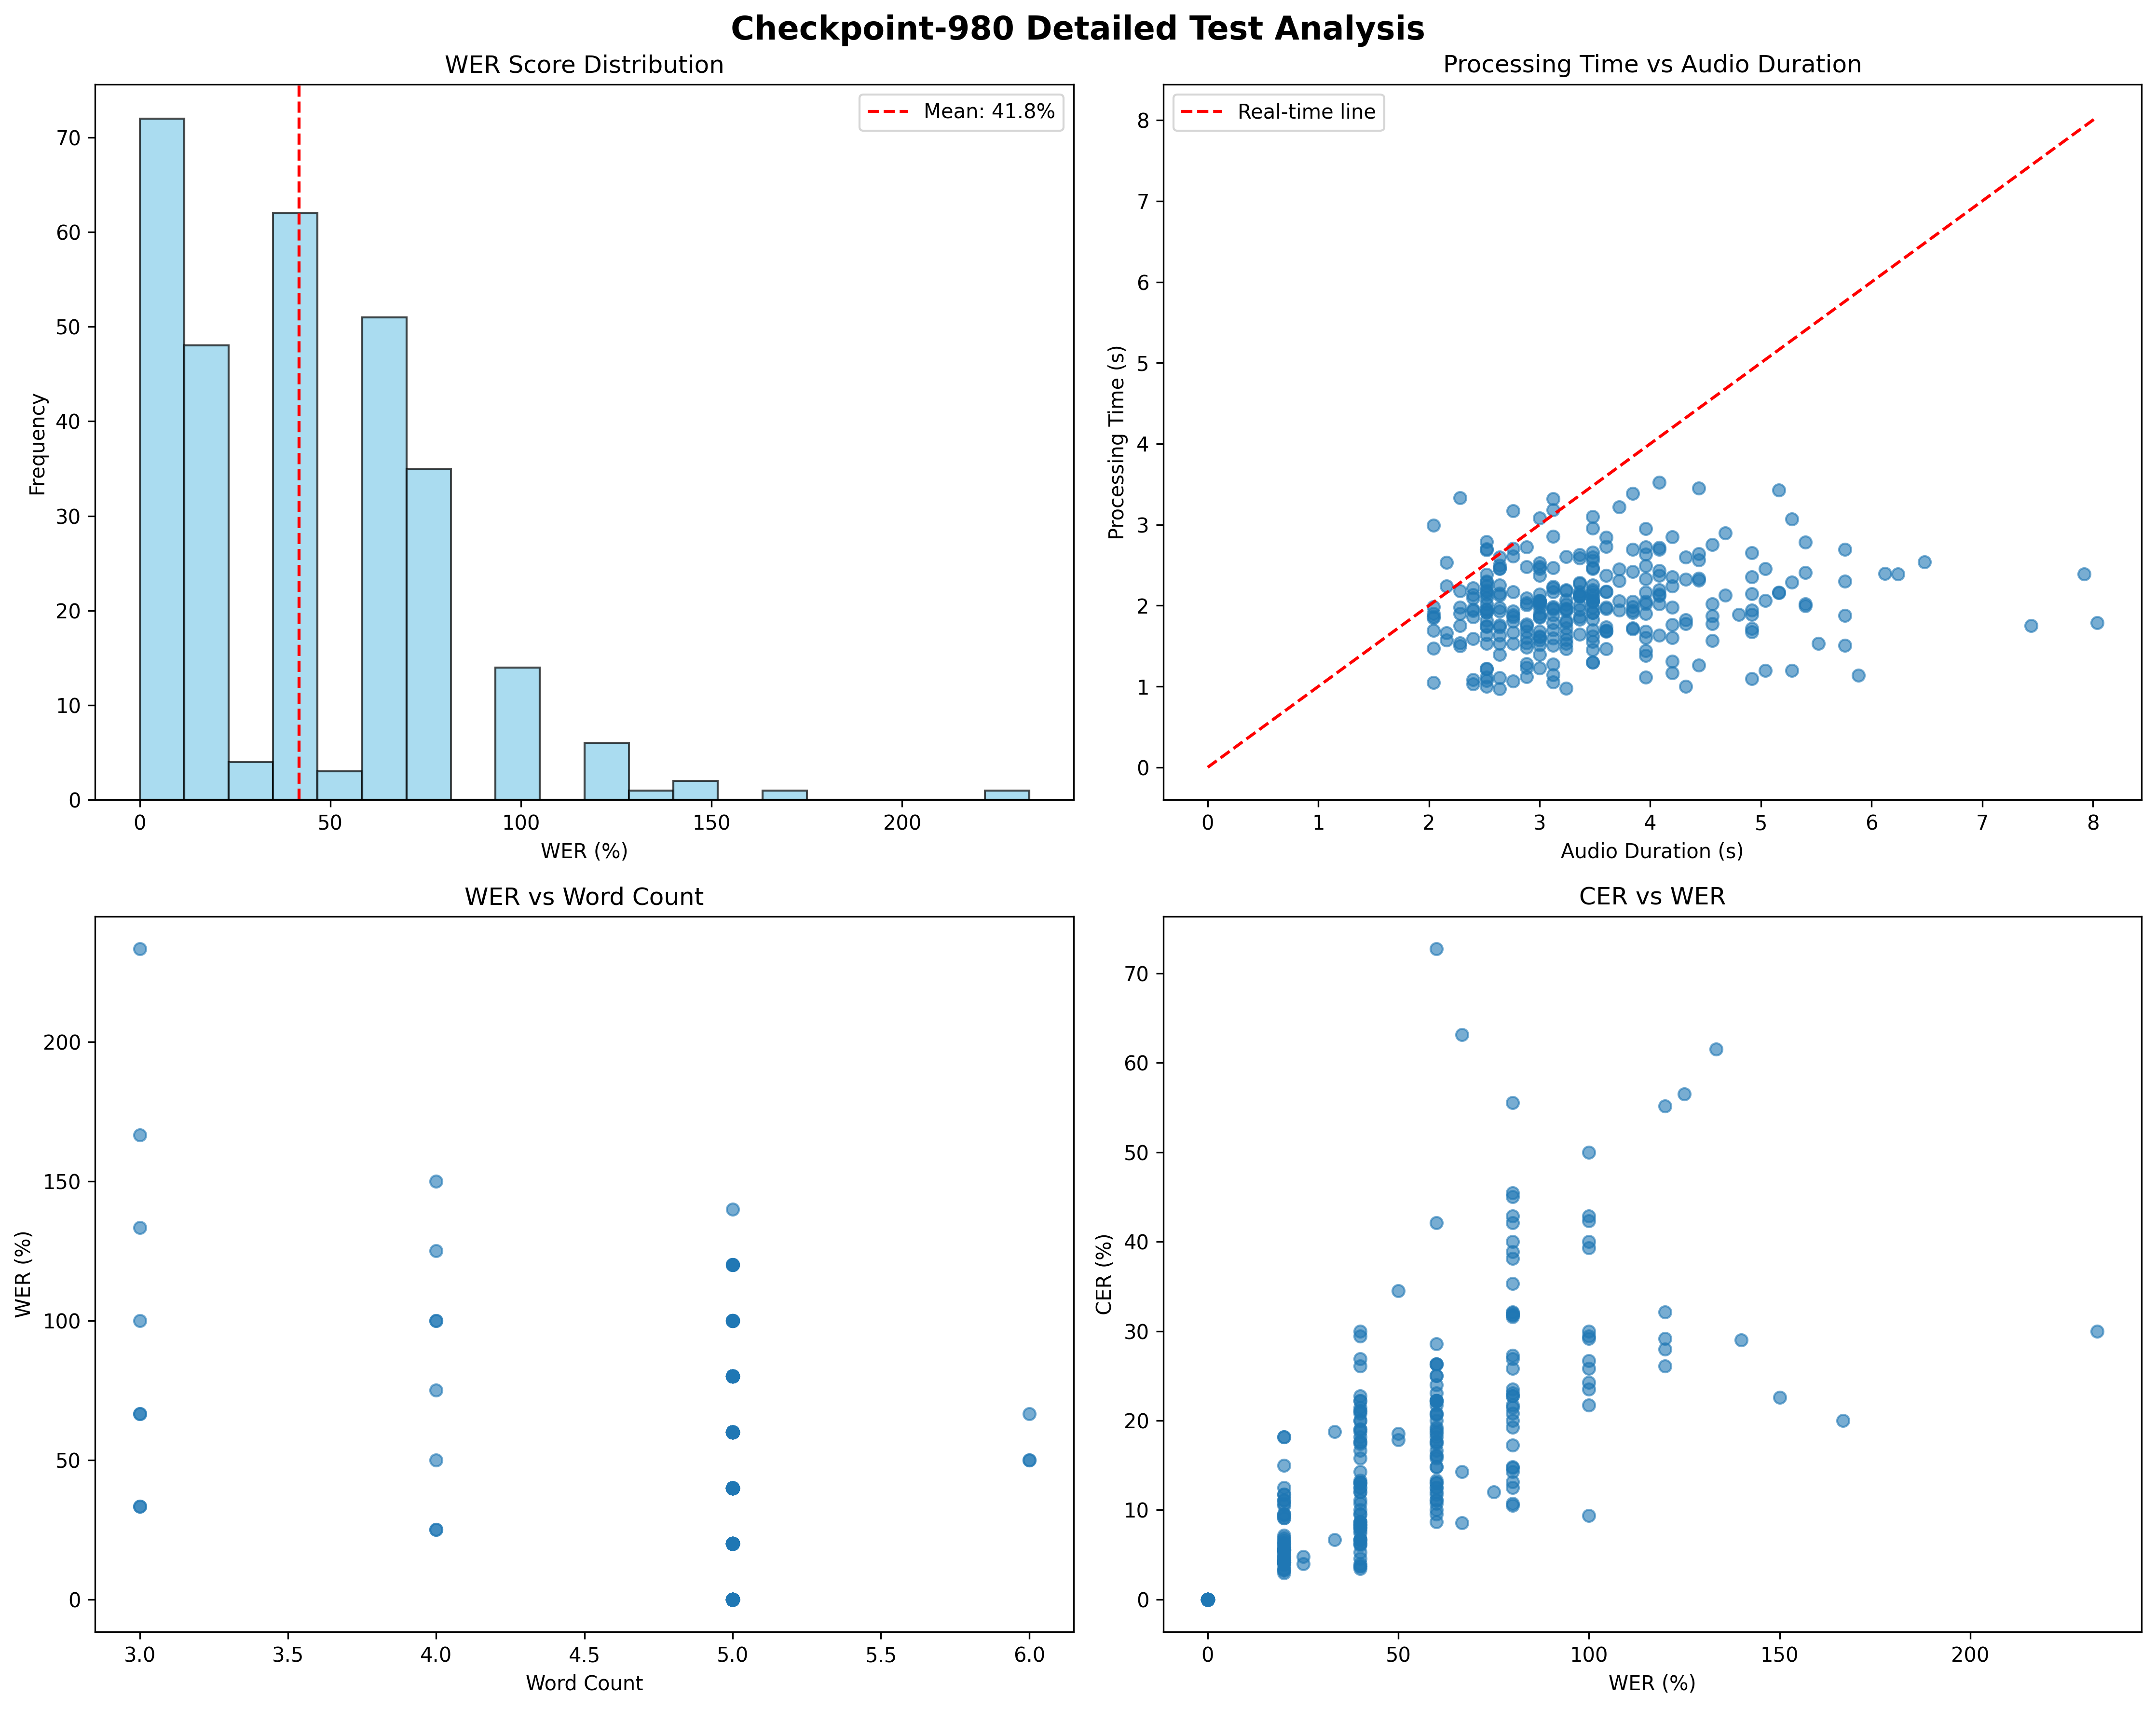 Checkpoint-980 Detailed Test Analysis
WER Score Distribution
Mean: 41.8%
Frequency
70
60
50
40
30
20
10
0
0 50 100 150 200
WER (%)
Processing Time vs Audio Duration
Real-time line
Processing Time (s)
8
7
6
5
4
3
2
1
0
0 1 2 3 4 5 6 7 8
Audio Duration (s)
WER vs Word Count
WER (%)
200
150
100
50
0
3.0 3.5 4.0 4.5 5.0 5.5 6.0
Word Count
CER vs WER
CER (%)
70
60
50
40
30
20
10
0
0 50 100 150 200
WER (%)